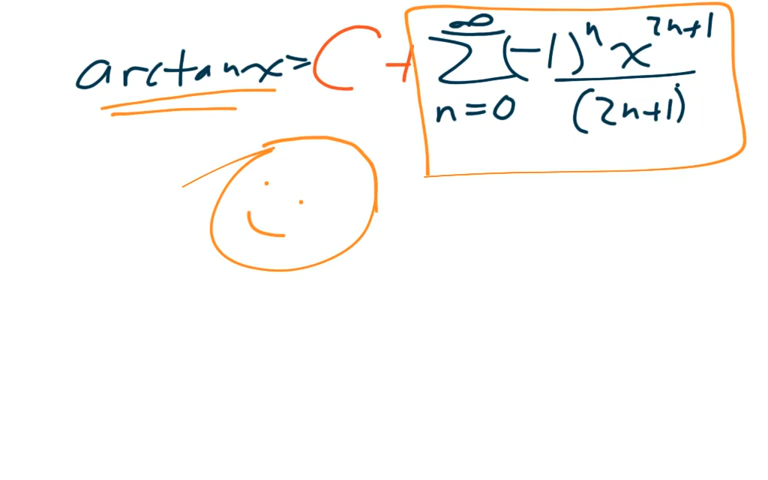 arctanx = C + ∞∑n=0 (-1)^n x^(2n+1) / (2n+1)